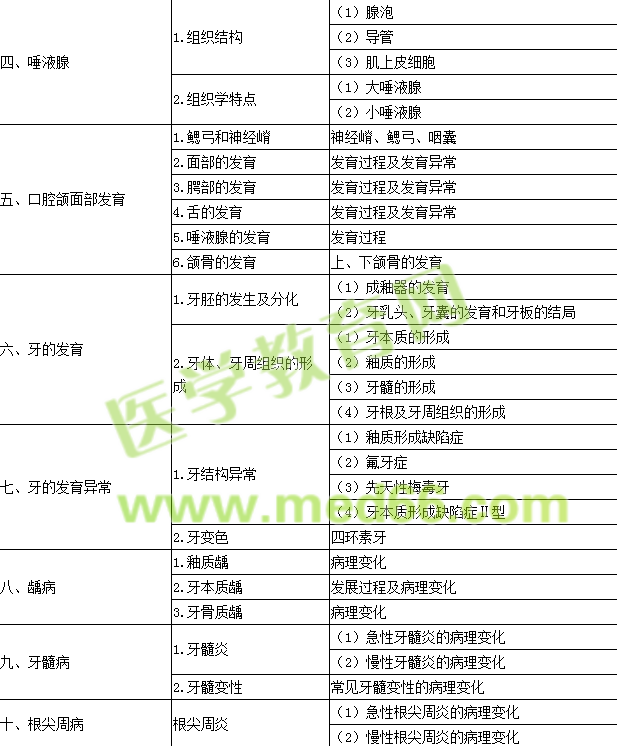 四、唾液腺
1.组织结构
（1）腺泡
（2）导管
（3）肌上皮细胞
2.组织学特点
（1）大唾液腺
（2）小唾液腺
五、口腔颌面部发育
1.鳃弓和神经嵴
神经嵴、鳃弓、咽囊
2.面部的发育
发育过程及发育异常
3.腭部的发育
发育过程及发育异常
4.舌的发育
发育过程及发育异常
5.唾液腺的发育
发育过程
6.颌骨的发育
上、下颌骨的发育
六、牙的发育
1.牙胚的发生及分化
（1）成釉器的发育
（2）牙乳头、牙囊的发育和牙板的结局
2.牙体、牙周组织的形
成
（1）牙本质的形成
（2）釉质的形成
（3）牙髓的形成
（4）牙根及牙周组织的形成
七、牙的发育异常
1.牙结构异常
（1）釉质形成缺陷症
（2）氟牙症
（3）先天性梅毒牙
（4）牙本质形成缺陷症Ⅱ型
2.牙变色
四环素牙
八、龋病
1.釉质龋
病理变化
2.牙本质龋
发展过程及病理变化
3.牙骨质龋
病理变化
九、牙髓病
1.牙髓炎
（1）急性牙髓炎的病理变化
（2）慢性牙髓炎的病理变化
2.牙髓变性
常见牙髓变性的病理变化
十、根尖周病
根尖周炎
（1）急性根尖周炎的病理变化
（2）慢性根尖周炎的病理变化
医学教育网
www.med66.com